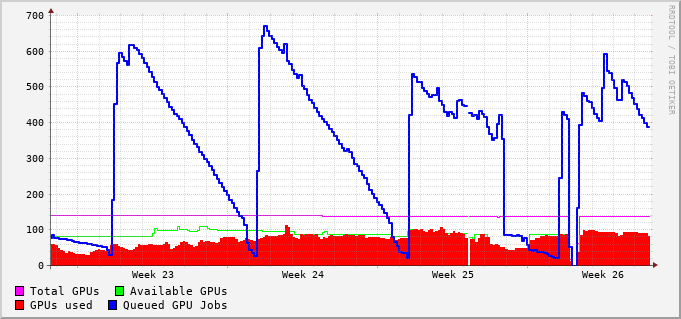 700
600
500
400
300
200
100
0
Week 23 Week 24 Week 25 Week 26
Total GPUs Available GPUs
GPUs used Queued GPU Jobs
RRDTOOL / TOBI OETIKER